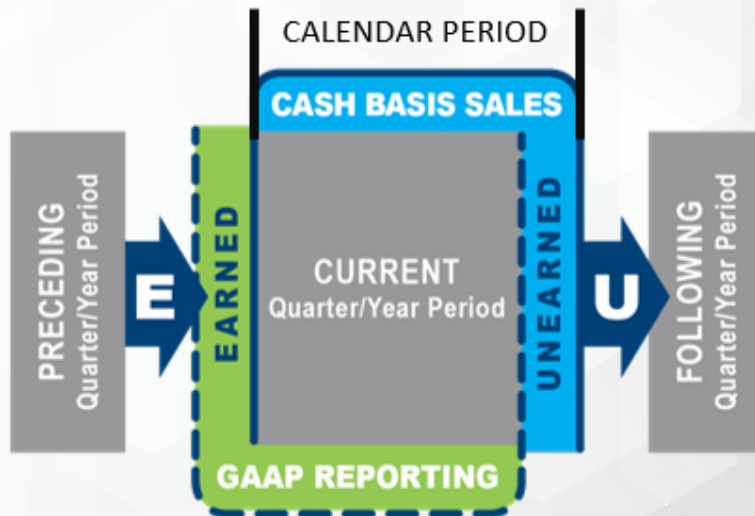 CALENDAR PERIOD
CASH BASIS SALES
PRECEDING
Quarter/Year Period
E
EARNED
CURRENT
Quarter/Year Period
UNEARNED
U
FOLLOWING
Quarter/Year Period
GAAP REPORTING